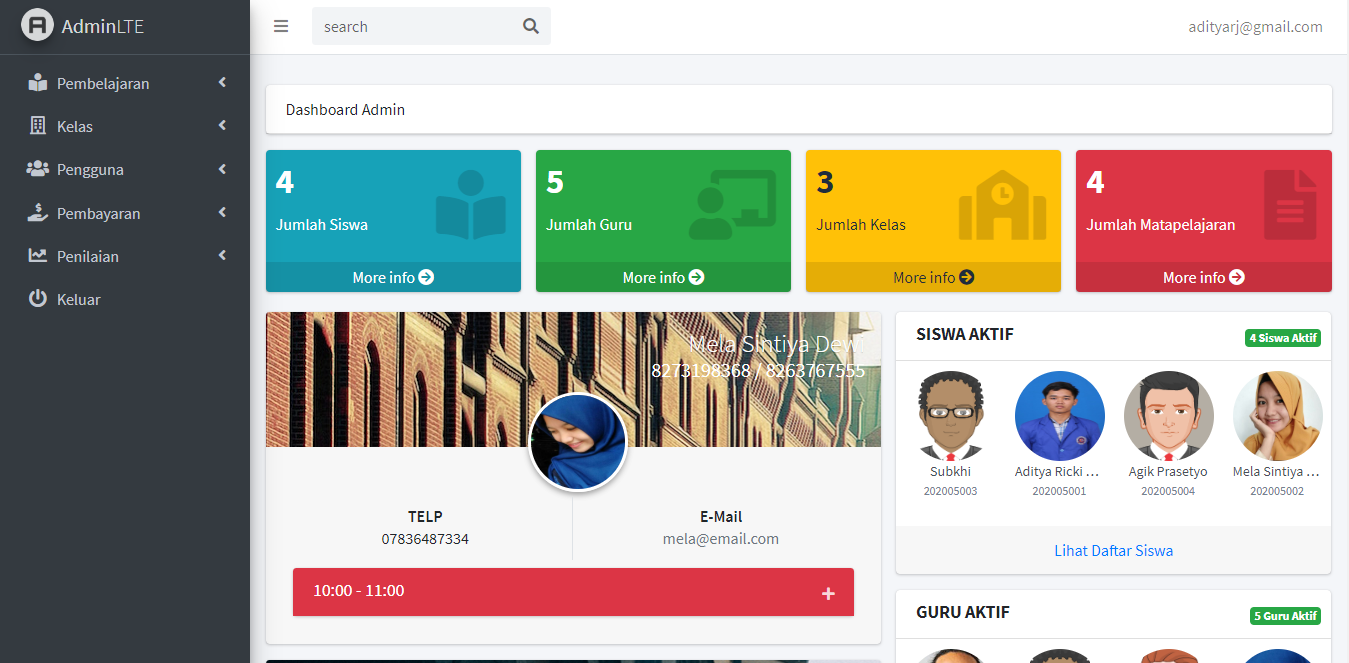 AdminLTE
search
adityarj@gmail.com
Pembelajaran
Kelas
Pengguna
Pembayaran
Penilaian
Keluar
Dashboard Admin
4
Jumlah Siswa
More info
5
Jumlah Guru
More info
3
Jumlah Kelas
More info
4
Jumlah Matapelajaran
More info
Mela Sintiya Dewi
8273198368 / 8263767555
TELP
07836487334
E-Mail
mela@email.com
10:00 - 11:00
SISWA AKTIF
4 Siswa Aktif
Subkhi
202005003
Aditya Ricki ...
202005001
Agik Prasetyo
202005004
Mela Sintiya ...
202005002
Lihat Daftar Siswa
GURU AKTIF
5 Guru Aktif